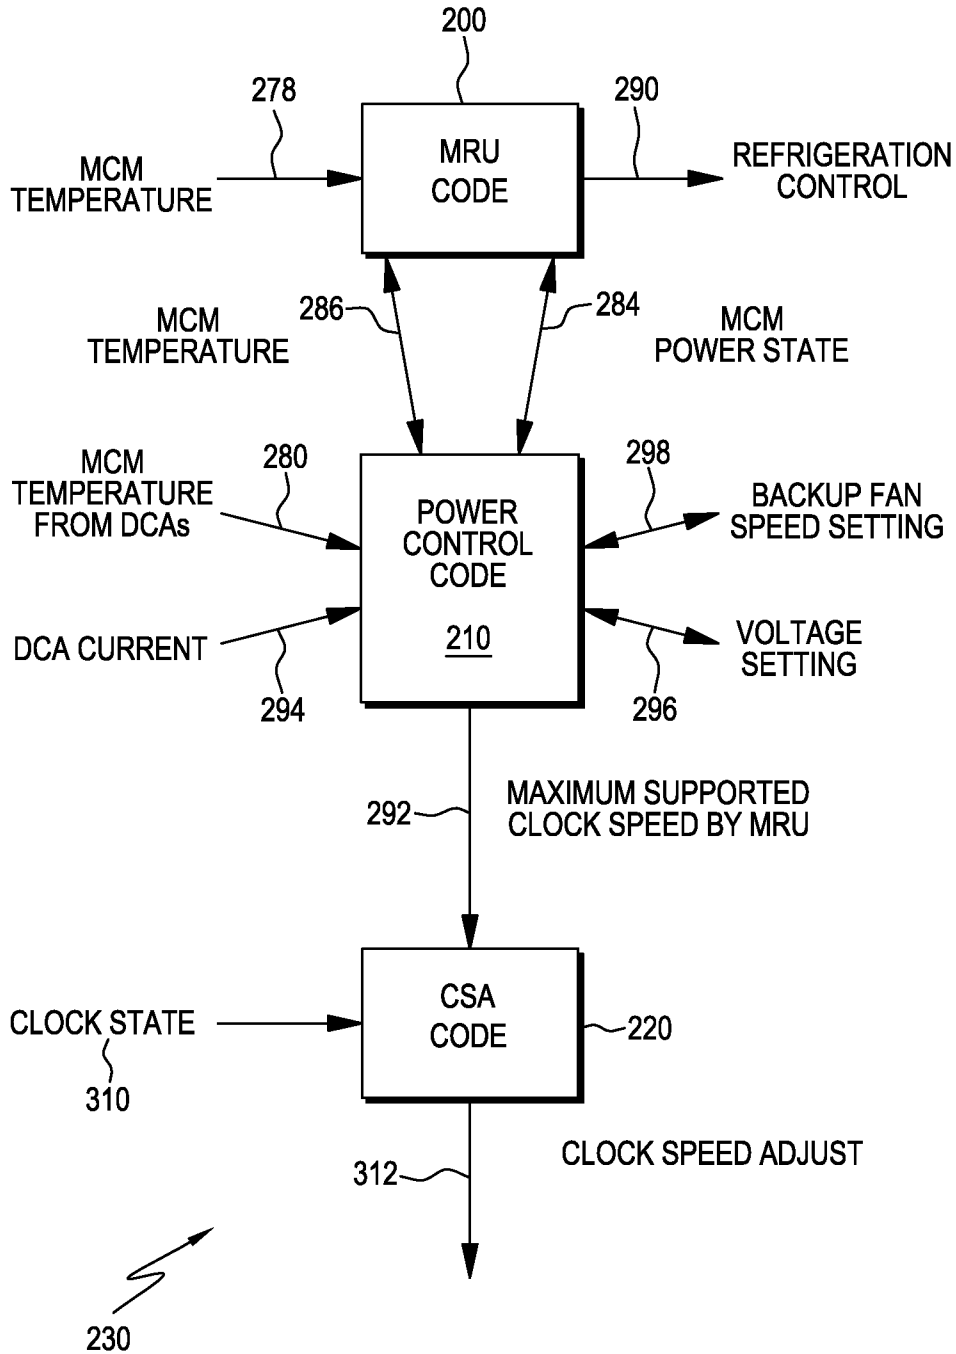 200
278
290
MRU
CODE
MCM
TEMPERATURE
REFRIGERATION
CONTROL
286
284
MCM
TEMPERATURE
MCM
POWER STATE
MCM
TEMPERATURE
FROM DCAs
280
298
BACKUP FAN
SPEED SETTING
POWER
CONTROL
CODE
210
DCA CURRENT
294
296
VOLTAGE
SETTING
292
MAXIMUM SUPPORTED
CLOCK SPEED BY MRU
CSA
CODE
CLOCK STATE
310
220
312
CLOCK SPEED ADJUST
230